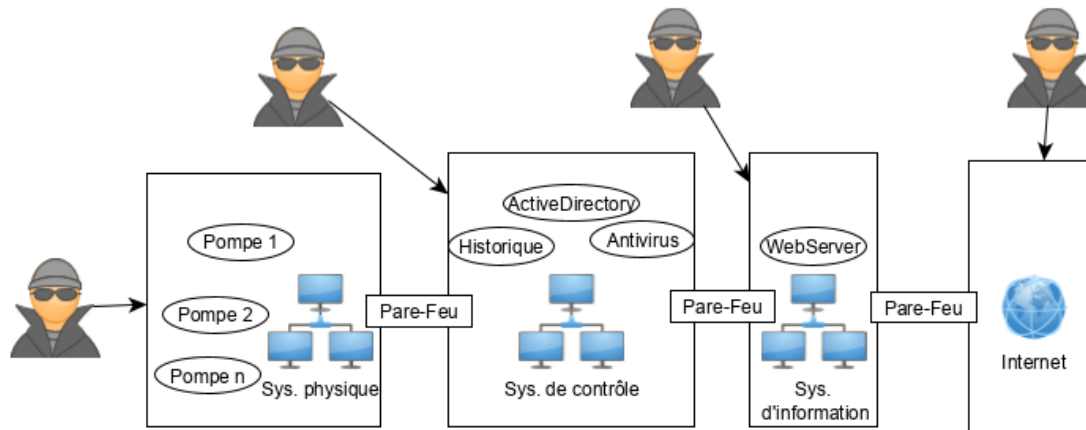 ActiveDirectory
Pompe 1
Historique
Antivirus
WebServer
Pompe 2
Pare-Feu
Pare-Feu
Pare-Feu
Pompe n
Sys. physique
Sys. de contrôle
Sys.
d'information
Internet